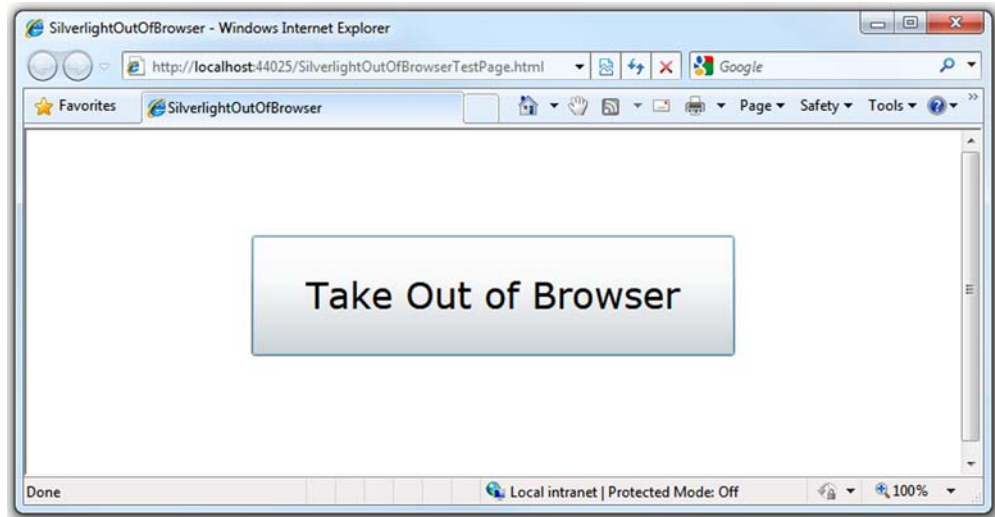 SilverlightOutOfBrowser - Windows Internet Explorer
http://localhost:44025/SilverlightOutOfBrowserTestPage.html
Google
Favorites
SilverlightOutOfBrowser
Page
Safety
Tools
Take Out of Browser
Done
Local intranet | Protected Mode: Off
100%